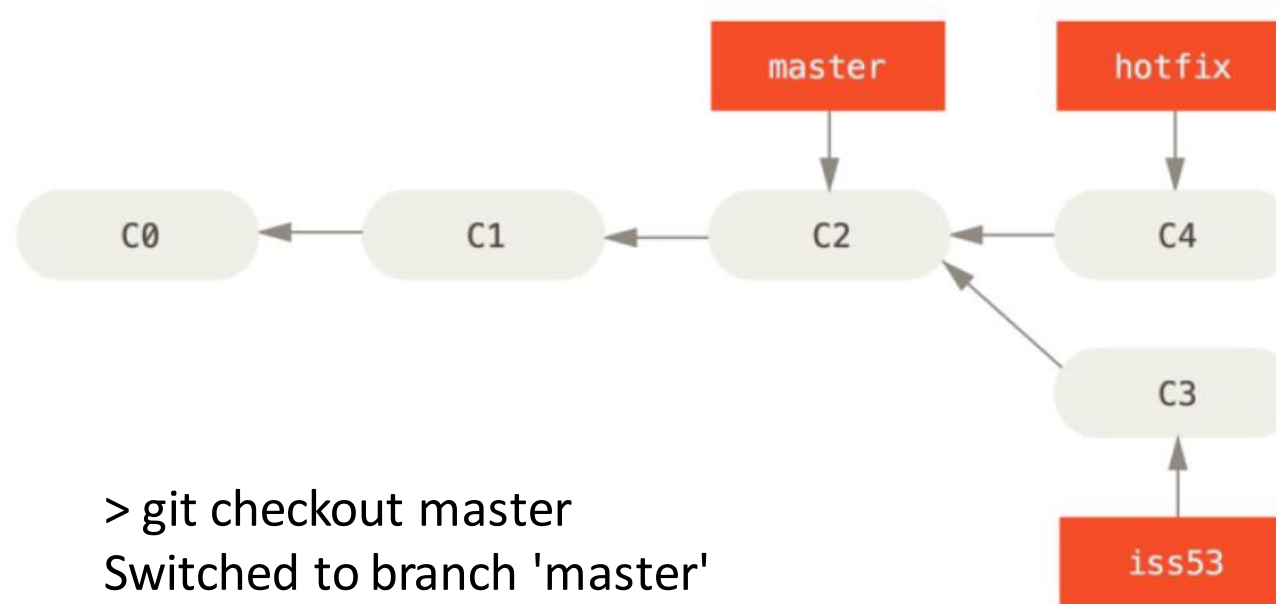 master hotfix
C0 C1 C2 C4
C3
> git checkout master
Switched to branch 'master'
iss53